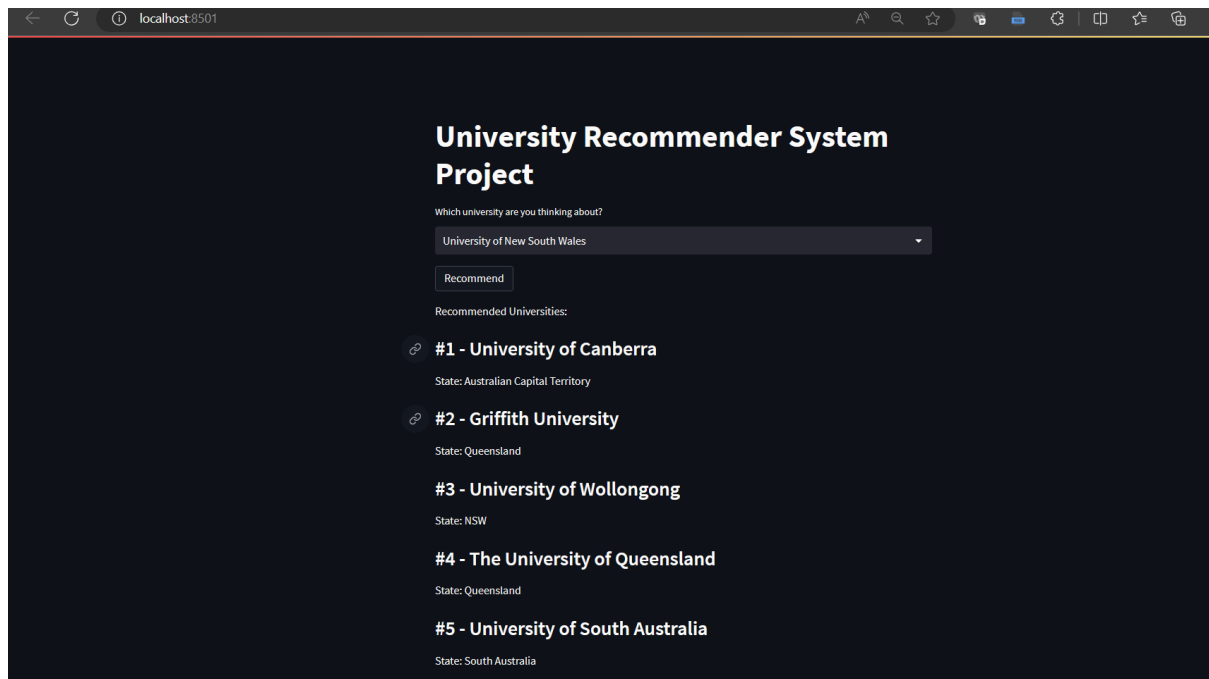 localhost:8501
University Recommender System
Project
Which university are you thinking about?
University of New South Wales
Recommend
Recommended Universities:
#1 - University of Canberra
State: Australian Capital Territory
#2 - Griffith University
State: Queensland
#3 - University of Wollongong
State: NSW
#4 - The University of Queensland
State: Queensland
#5 - University of South Australia
State: South Australia